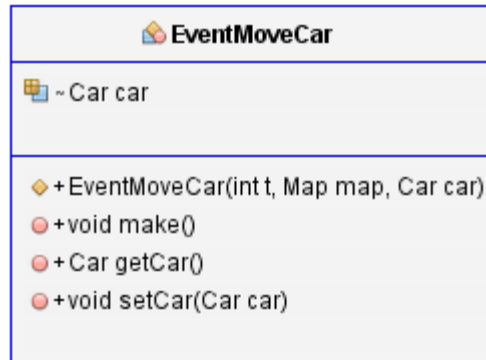 EventMoveCar
~Car car
+EventMoveCar(int t, Map map, Car car)
+void make()
+Car getCar()
+void setCar(Car car)